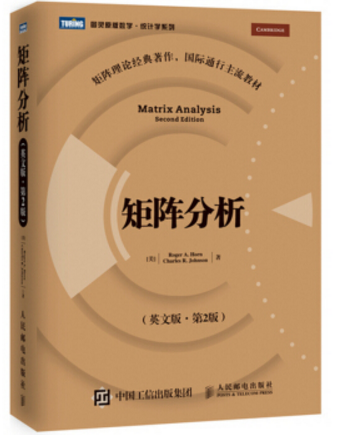 TURING
图灵原版数学·统计学系列
CAMBRIDGE
矩阵理论经典著作，国际通行主流教材
Matrix Analysis
Second Edition
矩阵分析
[美] Roger A. Horn
Charles R. Johnson 著
（英文版·第2版）
中国工信出版集团
人民邮电出版社
POSTS & TELECOM PRESS
矩阵分析
（英文版·第2版）
人民邮电出版社